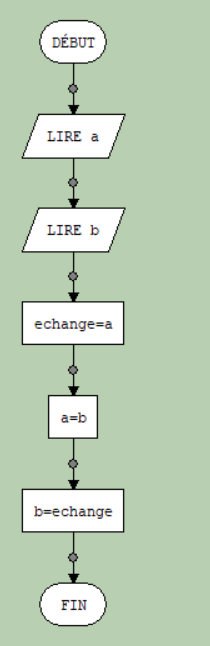 DÉBUT
LIRE a
LIRE b
echange=a
a=b
b=echange
FIN